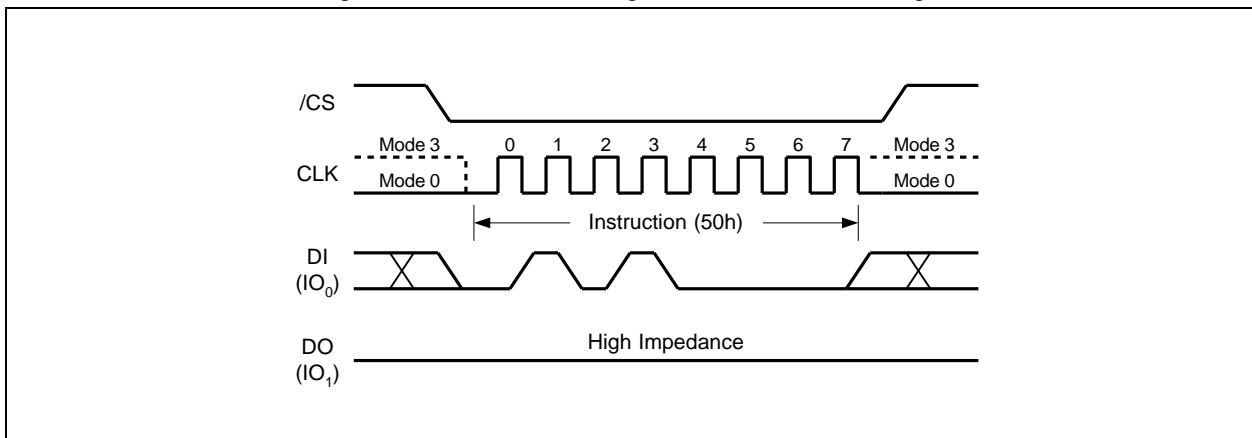 /CS
Mode 3 0 1 2 3 4 5 6 7 Mode 3
CLK
Mode 0 Mode 0
Instruction (50h)
DI
(IO₀)
High Impedance
DO
(IO₁)